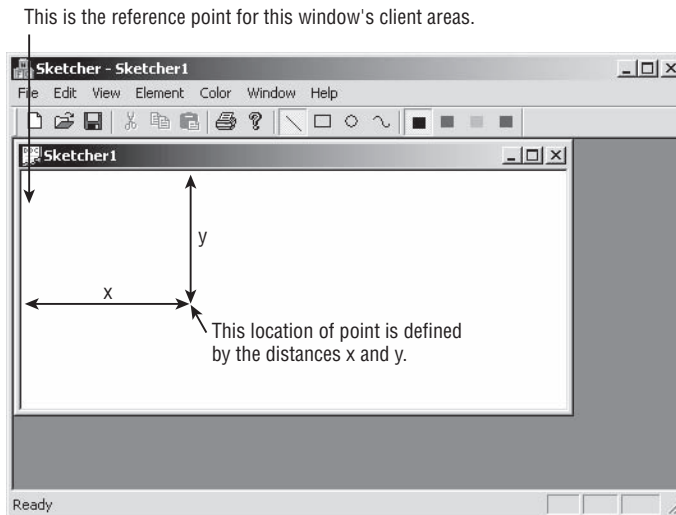 This is the reference point for this window's client areas.
Sketcher - Sketcher1
File Edit View Element Color Window Help
Sketcher1
y
x
This location of point is defined
by the distances x and y.
Ready